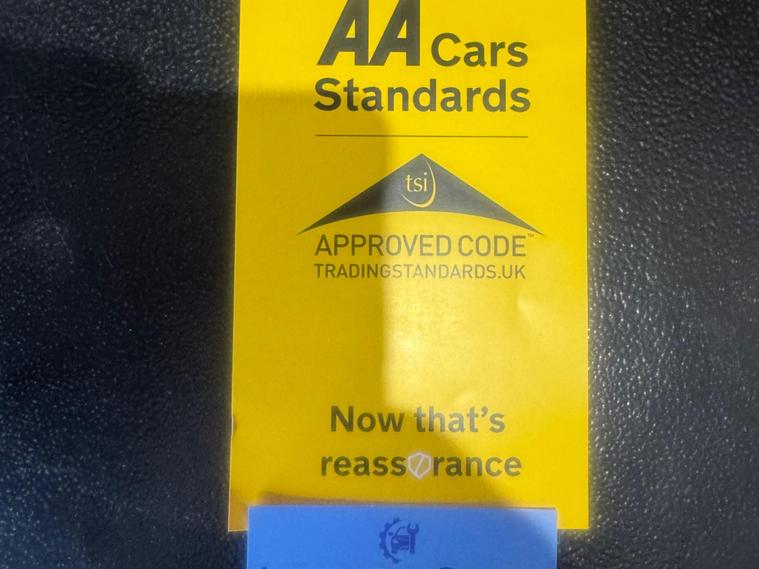 AA Cars
Standards
tsi
APPROVED CODE™
TRADINGSTANDARDS.UK
Now that's
reassurance